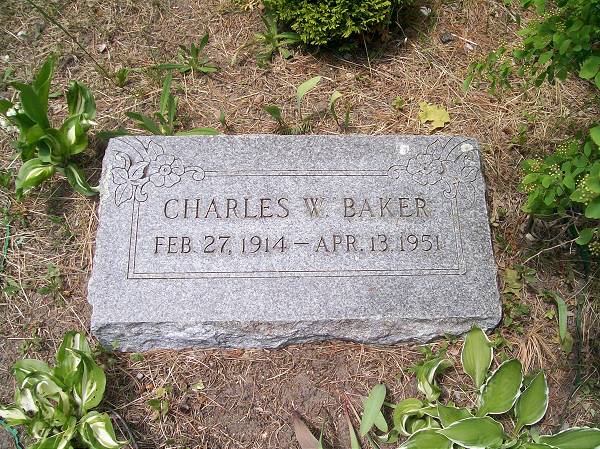 CHARLES W. BAKER
FEB. 27, 1914 – APR. 13, 1951